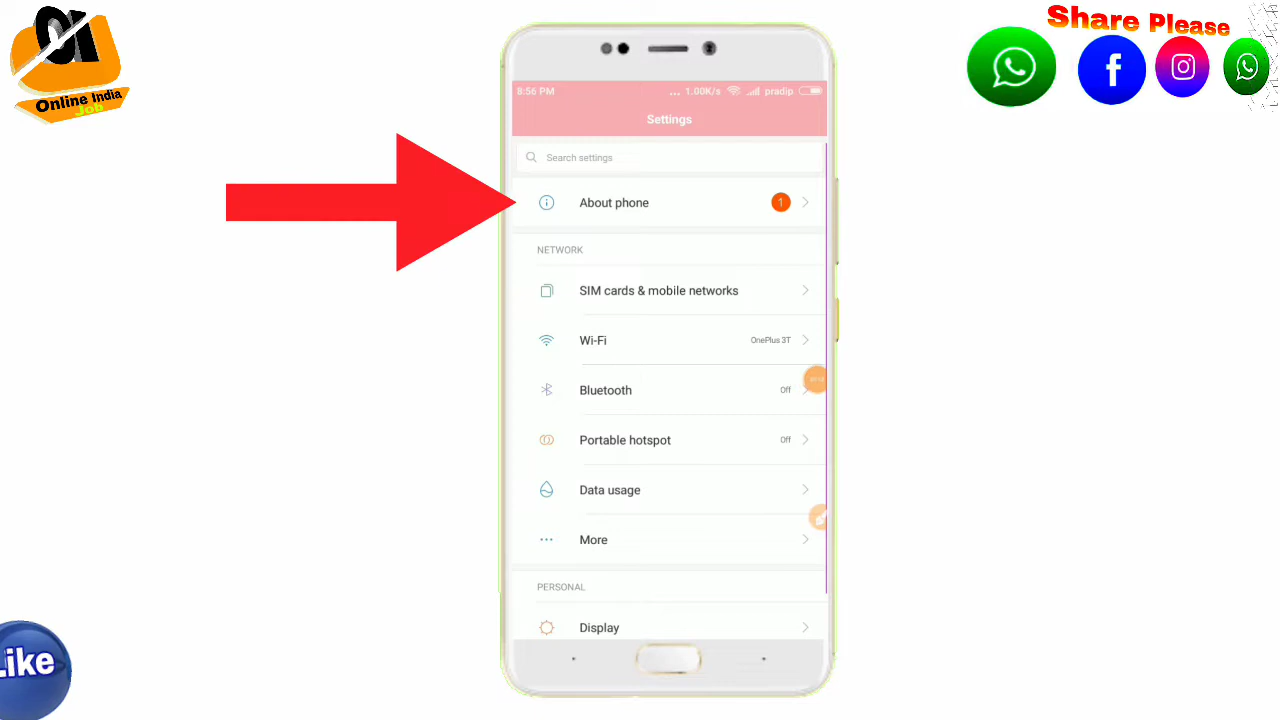 Online India
Job
Share Please
8:56 PM ... 1.00K/s pradip
Settings
Search settings
About phone 1
NETWORK
SIM cards & mobile networks
Wi-Fi OnePlus 3T
Bluetooth Off
Portable hotspot Off
Data usage
More
PERSONAL
Display
Like